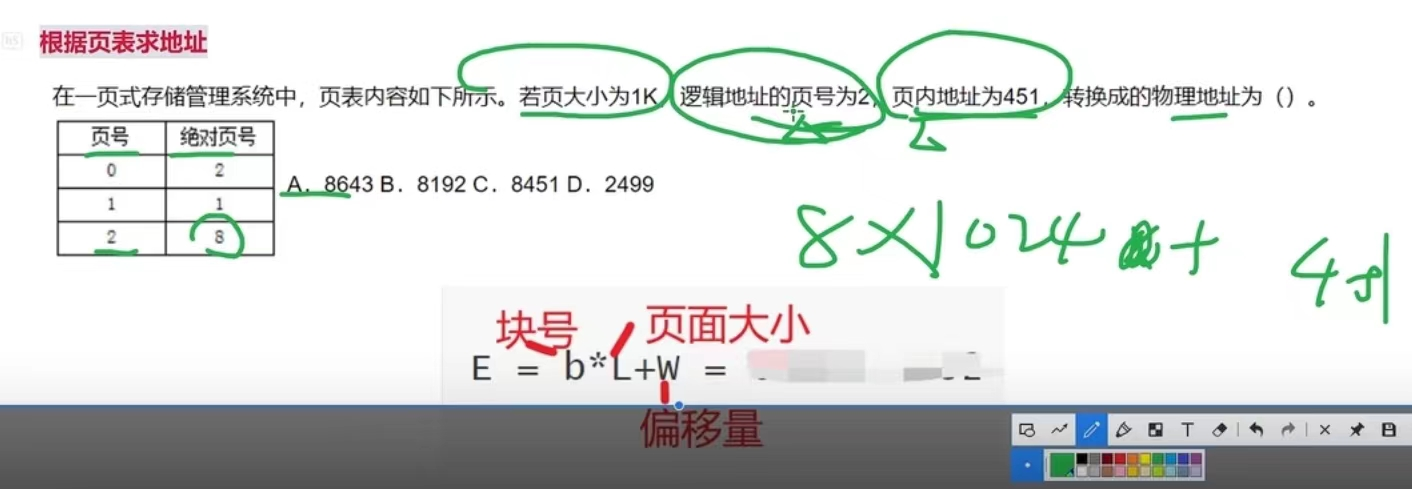 根据页表求地址
在一页式存储管理系统中，页表内容如下所示。若页大小为1K，逻辑地址的页号为2，页内地址为451，转换成的物理地址为（）。
页号 绝对页号
0 2
1 1
2 8
A．8643 B．8192 C．8451 D．2499
8×1024 + 451
块号 页面大小
E = b*L+W =
偏移量